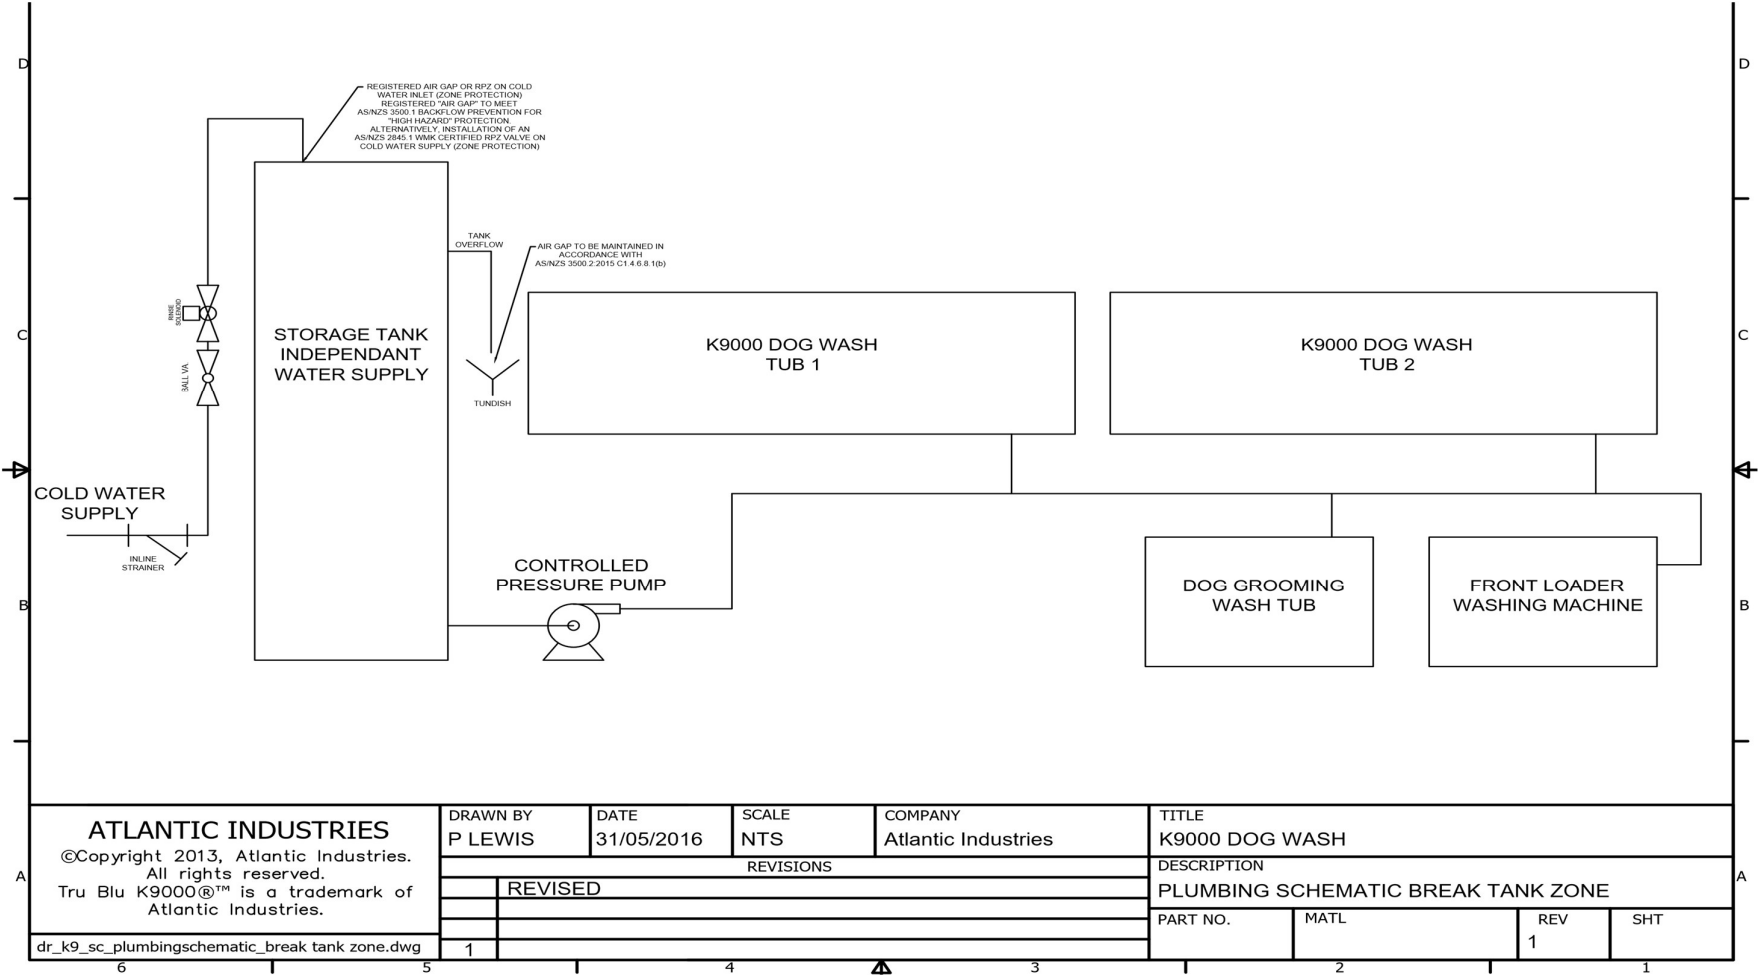 D
D
REGISTERED AIR GAP OR RPZ ON COLD
WATER INLET (ZONE PROTECTION)
REGISTERED "AIR GAP" TO MEET
AS/NZS 3500.1 BACKFLOW PREVENTION FOR
"HIGH HAZARD" PROTECTION.
ALTERNATIVELY, INSTALLATION OF AN
AS/NZS 2845.1 WMK CERTIFIED RPZ VALVE ON
COLD WATER SUPPLY (ZONE PROTECTION)
TANK
OVERFLOW
AIR GAP TO BE MAINTAINED IN
ACCORDANCE WITH
AS/NZS 3500.2:2015 C1.4.6.8.1(b)
RINSE
SOLENOID
BALL VA
C
C
STORAGE TANK
INDEPENDANT
WATER SUPPLY
TUNDISH
K9000 DOG WASH
TUB 1
K9000 DOG WASH
TUB 2
COLD WATER
SUPPLY
INLINE
STRAINER
CONTROLLED
PRESSURE PUMP
DOG GROOMING
WASH TUB
FRONT LOADER
WASHING MACHINE
B
B
ATLANTIC INDUSTRIES
©Copyright 2013, Atlantic Industries.
All rights reserved.
Tru Blu K9000®™ is a trademark of
Atlantic Industries.
dr_k9_sc_plumbingschematic_break tank zone.dwg
DRAWN BY
P LEWIS
DATE
31/05/2016
SCALE
NTS
COMPANY
Atlantic Industries
TITLE
K9000 DOG WASH
REVISIONS
REVISED
1
DESCRIPTION
PLUMBING SCHEMATIC BREAK TANK ZONE
PART NO.
MATL
REV
1
SHT
A
A
6
5
4
3
2
1